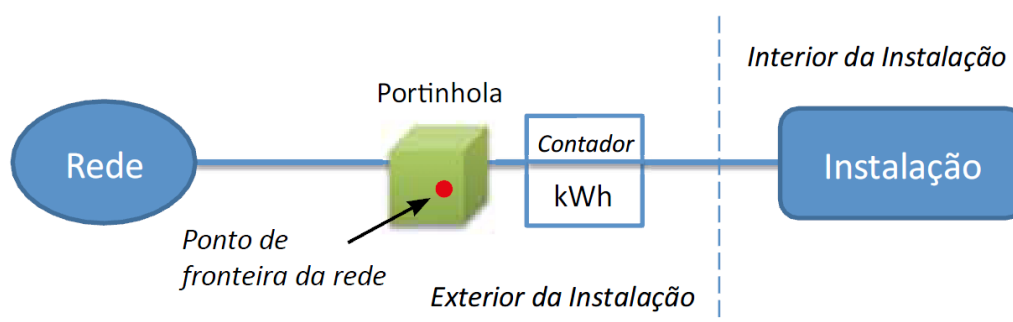 Interior da Instalação
Portinhola
Rede
Contador
kWh
Instalação
Ponto de
fronteira da rede
Exterior da Instalação